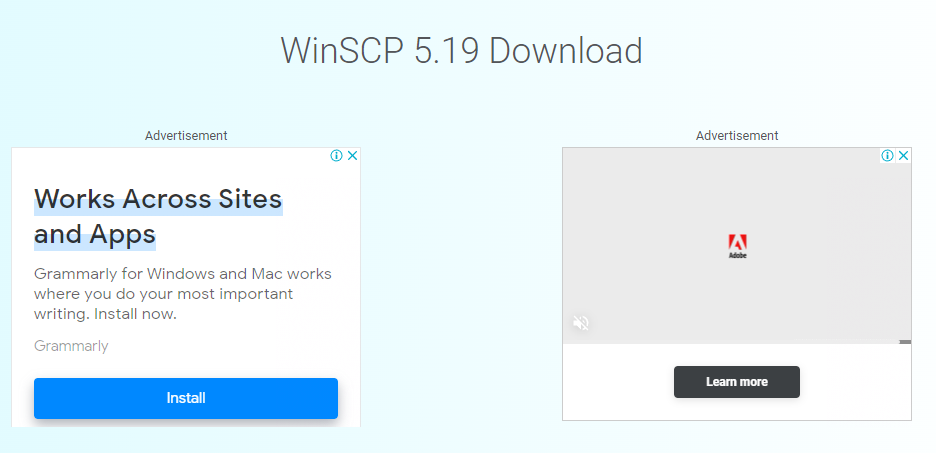 WinSCP 5.19 Download
Advertisement
Works Across Sites
and Apps
Grammarly for Windows and Mac works
where you do your most important
writing. Install now.
Grammarly
Install
Advertisement
Adobe
Learn more